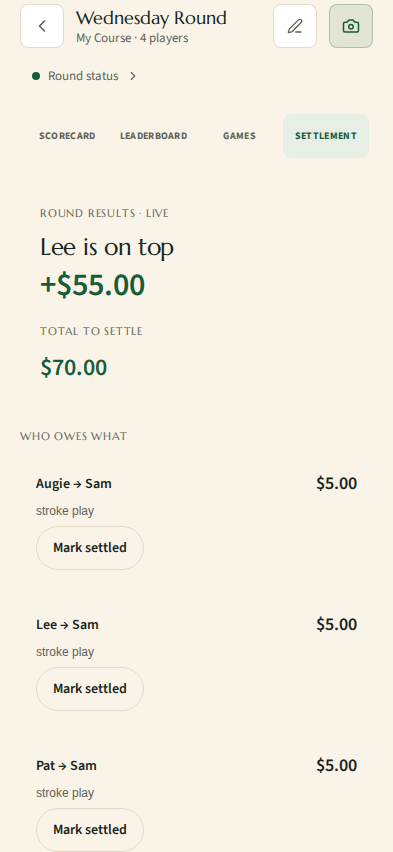 Wednesday Round
My Course · 4 players
Round status
SCORECARD
LEADERBOARD
GAMES
SETTLEMENT
ROUND RESULTS · LIVE
Lee is on top
+$55.00
TOTAL TO SETTLE
$70.00
WHO OWES WHAT
Augie → Sam
$5.00
stroke play
Mark settled
Lee → Sam
$5.00
stroke play
Mark settled
Pat → Sam
$5.00
stroke play
Mark settled